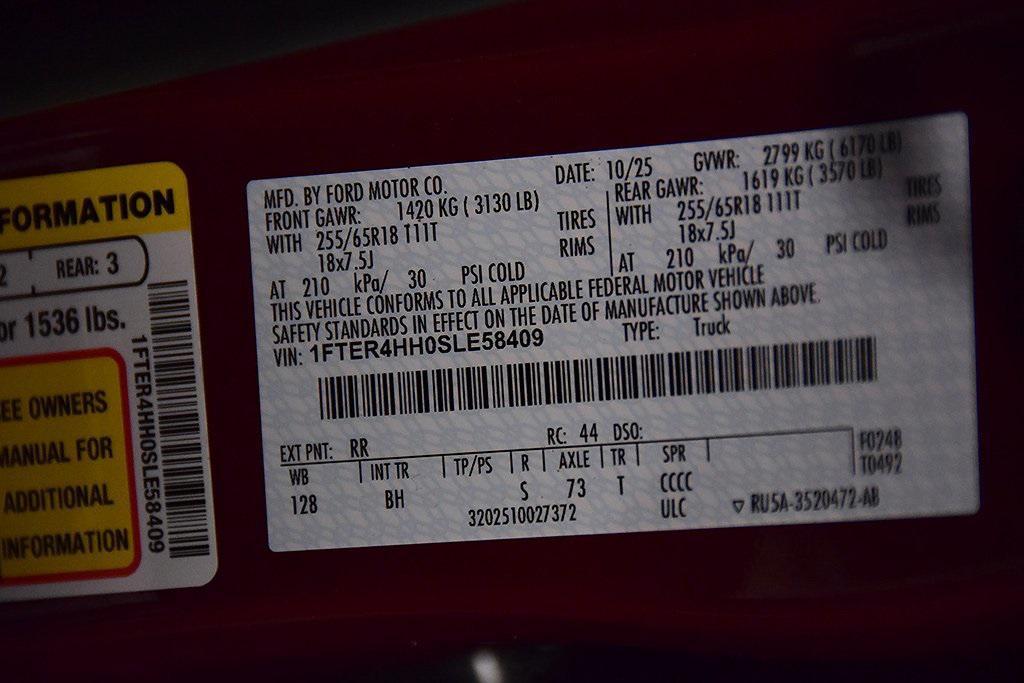 FORMATION
2 REAR: 3
or 1536 lbs.
1FTER4HH0SLE58409
EE OWNERS
MANUAL FOR
ADDITIONAL
INFORMATION
MFD. BY FORD MOTOR CO. DATE: 10/25 GVWR: 2799 KG ( 6170 LB)
FRONT GAWR: 1420 KG ( 3130 LB) REAR GAWR: 1619 KG ( 3570 LB)
WITH 255/65R18 111T TIRES WITH 255/65R18 111T TIRES
18x7.5J RIMS 18x7.5J RIMS
AT 210 kPa/ 30 PSI COLD AT 210 kPa/ 30 PSI COLD
THIS VEHICLE CONFORMS TO ALL APPLICABLE FEDERAL MOTOR VEHICLE
SAFETY STANDARDS IN EFFECT ON THE DATE OF MANUFACTURE SHOWN ABOVE.
VIN: 1FTER4HH0SLE58409 TYPE: Truck
EXT PNT: RR RC: 44 DSO:
WB INT TR TP/PS R AXLE TR SPR F0248
128 BH S 73 T CCCC T0492
3202510027372 ULC ▽ RU5A-3520472-AB